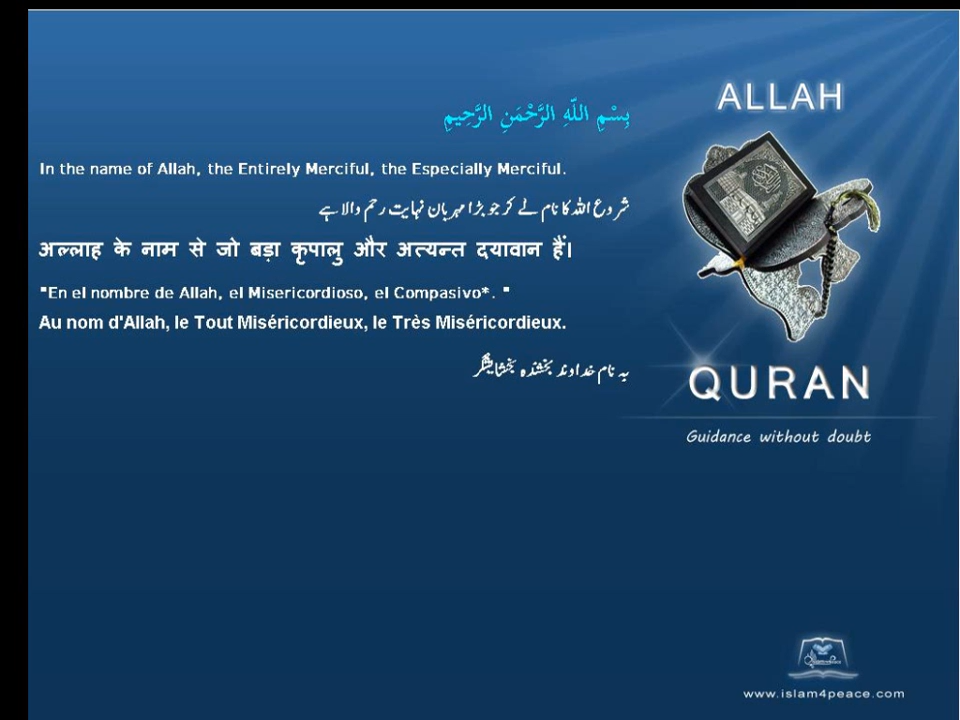 بِسْمِ اللَّهِ الرَّحْمَنِ الرَّحِيمِ
In the name of Allah, the Entirely Merciful, the Especially Merciful.
شروع الله کا نام لے کر جو بڑا مہربان نہایت رحم والا ہے
अल्लाह के नाम से जो बड़ा कृपालु और अत्यन्त दयावान हैं।
"En el nombre de Allah, el Misericordioso, el Compasivo*. "
Au nom d'Allah, le Tout Miséricordieux, le Très Miséricordieux.
به نام خداوند بخشنده بخشایشگر
ALLAH
QURAN
Guidance without doubt
www.islam4peace.com